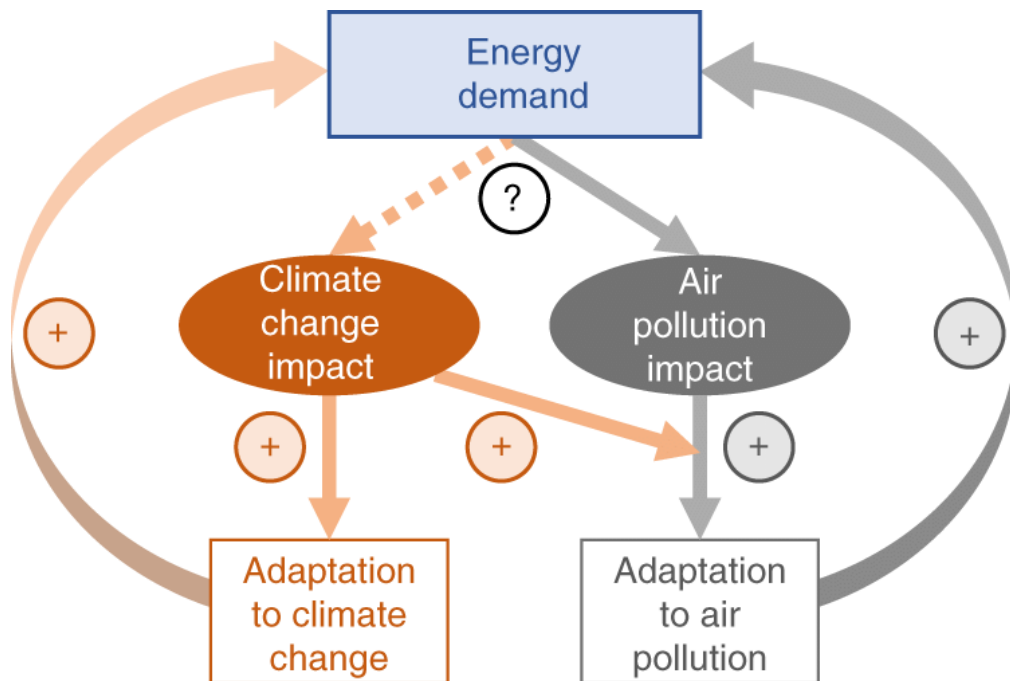 Energy
demand
?
Climate
change
impact
Air
pollution
impact
+
+
+
+
+
Adaptation
to climate
change
Adaptation
to air
pollution